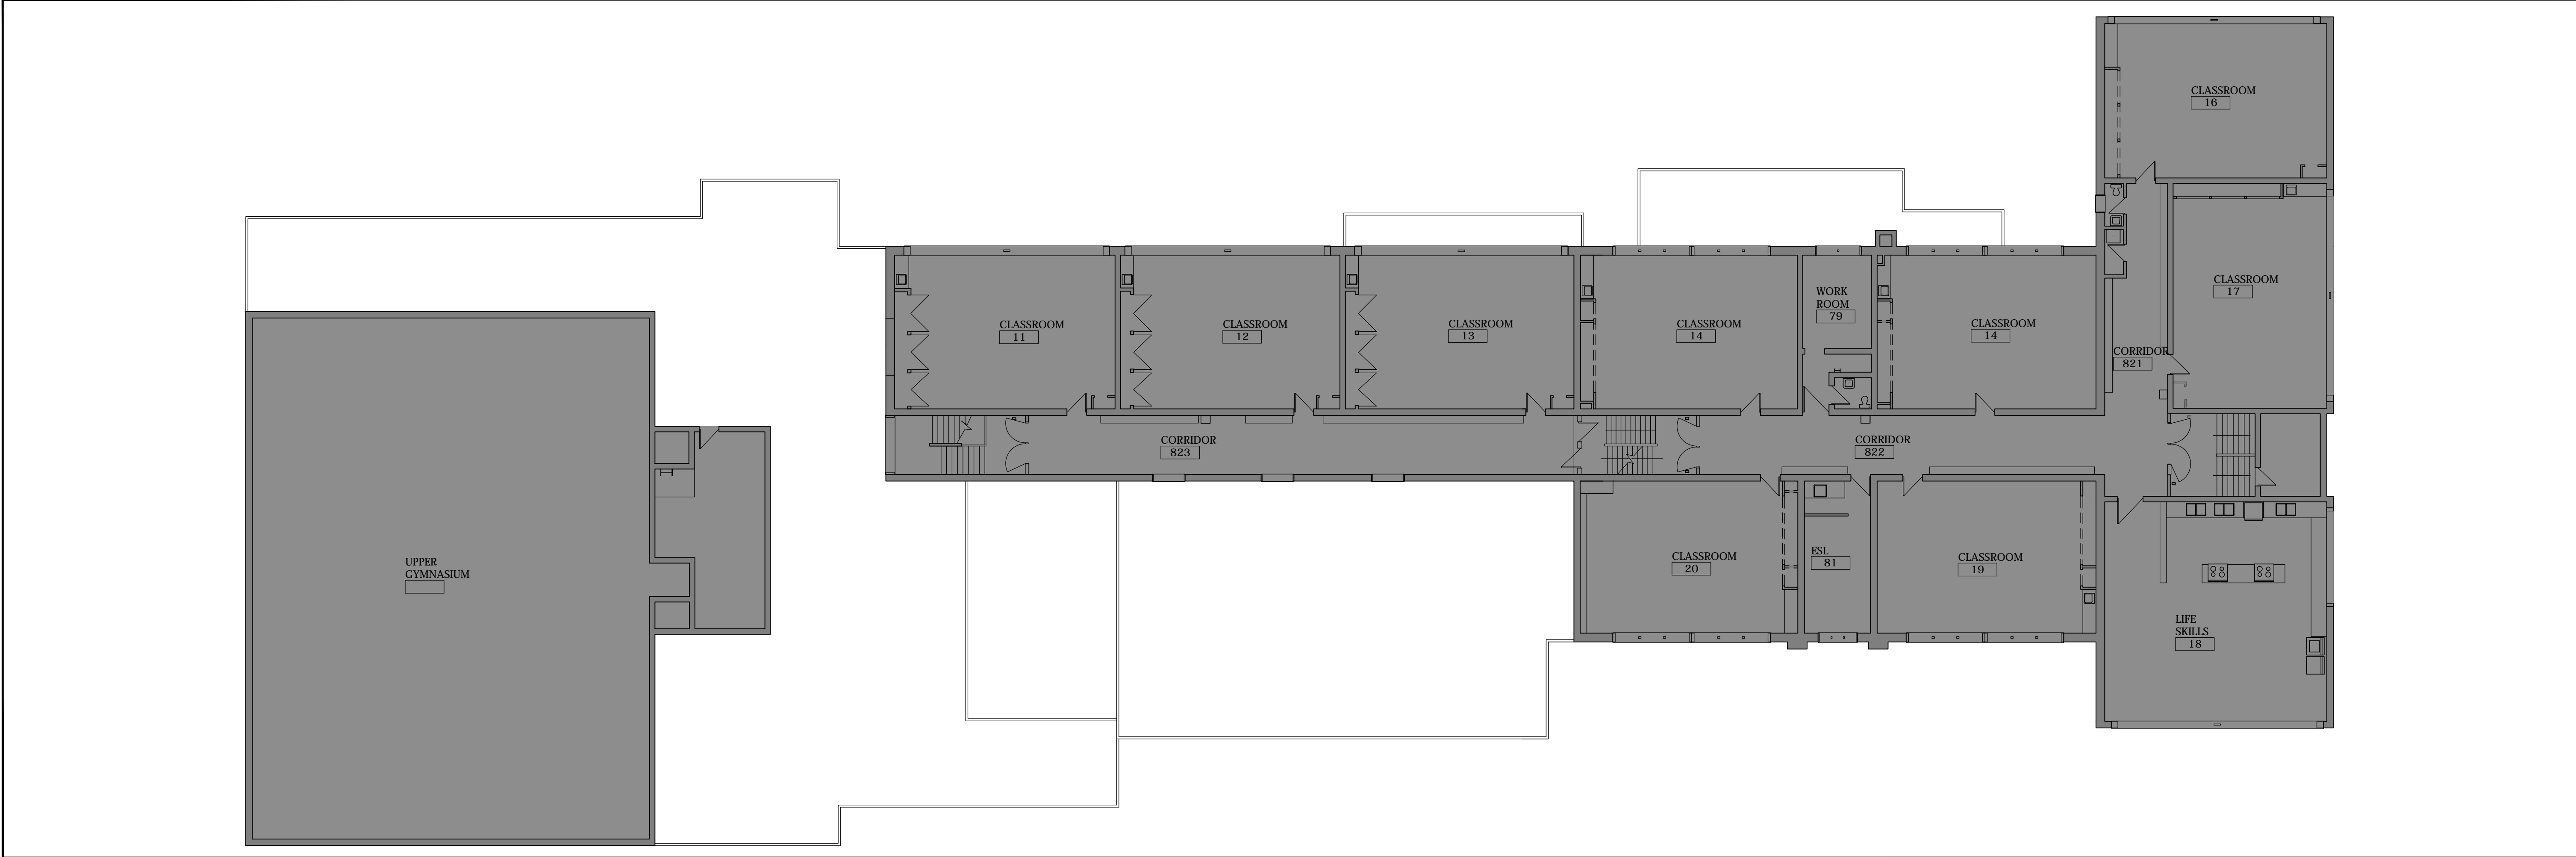 CLASSROOM
16
CLASSROOM
17
WORK
ROOM
79
CLASSROOM
11
CLASSROOM
12
CLASSROOM
13
CLASSROOM
14
CLASSROOM
14
CORRIDOR
821
CORRIDOR
823
CORRIDOR
822
UPPER
GYMNASIUM
CLASSROOM
20
ESL
81
CLASSROOM
19
LIFE
SKILLS
18